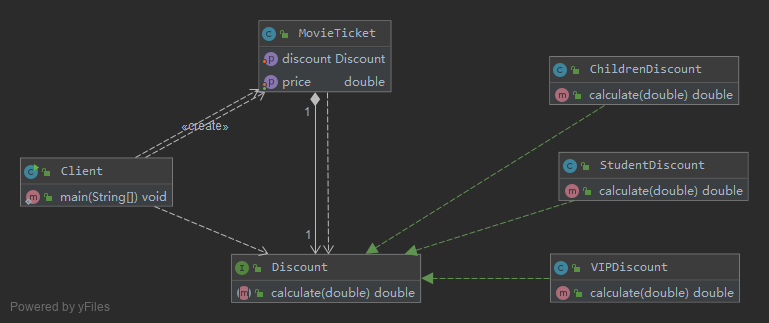 MovieTicket
discount Discount
price double
«create»
1
1
Client
main(String[]) void
ChildrenDiscount
calculate(double) double
StudentDiscount
calculate(double) double
Discount
calculate(double) double
VIPDiscount
calculate(double) double
Powered by yFiles